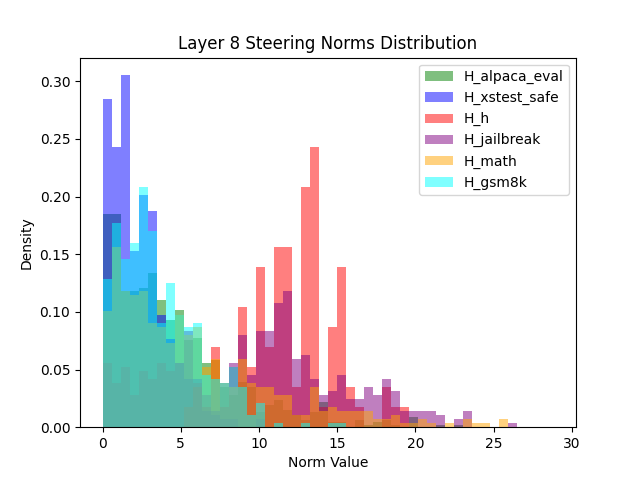 Layer 8 Steering Norms Distribution
H_alpaca_eval
H_xstest_safe
H_h
H_jailbreak
H_math
H_gsm8k
Density
0.30
0.25
0.20
0.15
0.10
0.05
0.00
0 5 10 15 20 25 30
Norm Value